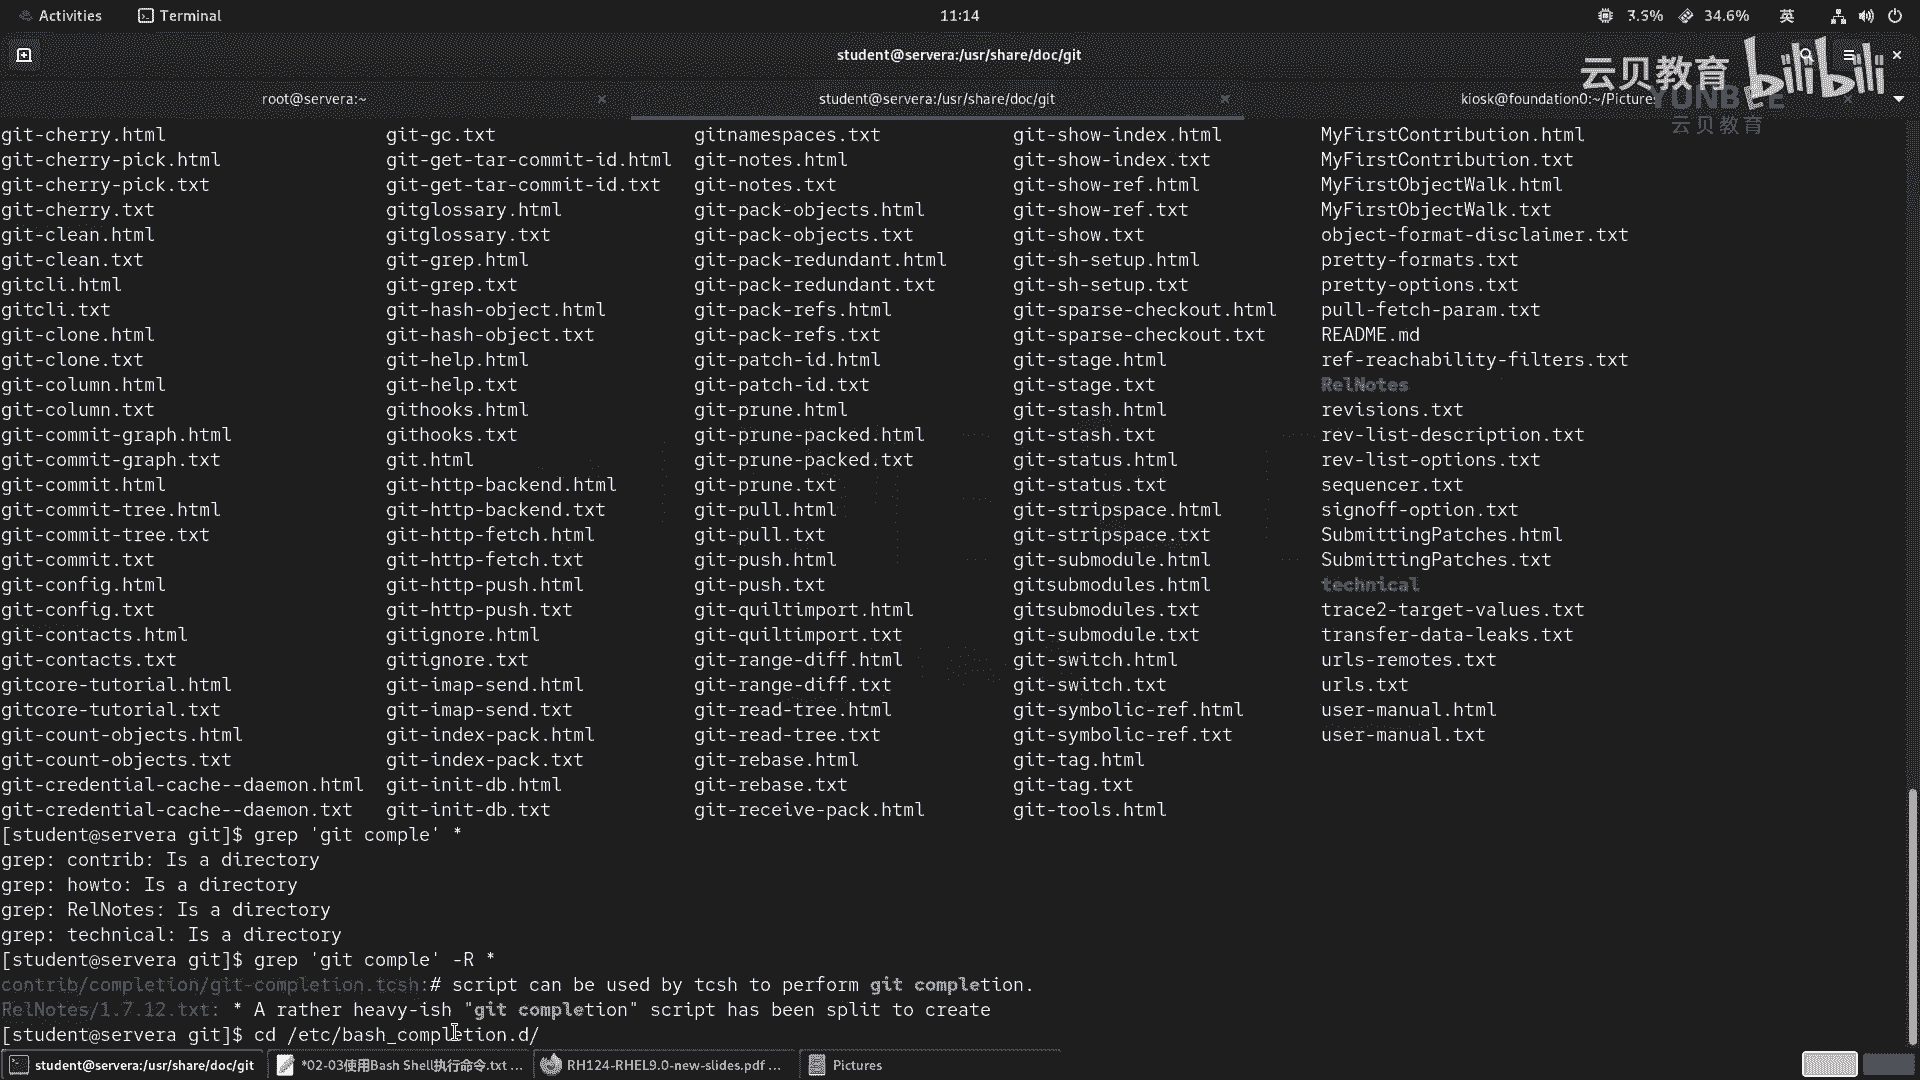 Activities Terminal 11:14 3.5% 34.6% 英
student@servera:/usr/share/doc/git
云贝教育 bilibili
root@servera:~ student@servera:/usr/share/doc/git kiosk@foundation0:~/Picture
YUNBEE
云贝教育
git-cherry.html git-gc.txt gitnamespaces.txt git-show-index.html MyFirstContribution.html
git-cherry-pick.html git-get-tar-commit-id.html git-notes.html git-show-index.txt MyFirstContribution.txt
git-cherry-pick.txt git-get-tar-commit-id.txt git-notes.txt git-show-ref.html MyFirstObjectWalk.html
git-cherry.txt gitglossary.html git-pack-objects.html git-show-ref.txt MyFirstObjectWalk.txt
git-clean.html gitglossary.txt git-pack-objects.txt git-show.txt object-format-disclaimer.txt
git-clean.txt git-grep.html git-pack-redundant.html git-sh-setup.html pretty-formats.txt
gitcli.html git-grep.txt git-pack-redundant.txt git-sh-setup.txt pretty-options.txt
gitcli.txt git-hash-object.html git-pack-refs.html git-sparse-checkout.html pull-fetch-param.txt
git-clone.html git-hash-object.txt git-pack-refs.txt git-sparse-checkout.txt README.md
git-clone.txt git-help.html git-patch-id.html git-stage.html ref-reachability-filters.txt
git-column.html git-help.txt git-patch-id.txt git-stage.txt RelNotes
git-column.txt githooks.html git-prune.html git-stash.html revisions.txt
git-commit-graph.html githooks.txt git-prune-packed.html git-stash.txt rev-list-description.txt
git-commit-graph.txt git.html git-prune-packed.txt git-status.html rev-list-options.txt
git-commit.html git-http-backend.html git-prune.txt git-status.txt sequencer.txt
git-commit-tree.html git-http-backend.txt git-pull.html git-stripspace.html signoff-option.txt
git-commit-tree.txt git-http-fetch.html git-pull.txt git-stripspace.txt SubmittingPatches.html
git-commit.txt git-http-fetch.txt git-push.html git-submodule.html SubmittingPatches.txt
git-config.html git-http-push.html git-push.txt gitsubmodules.html technical
git-config.txt git-http-push.txt git-quiltimport.html gitsubmodules.txt trace2-target-values.txt
git-contacts.html gitignore.html git-quiltimport.txt git-submodule.txt transfer-data-leaks.txt
git-contacts.txt gitignore.txt git-range-diff.html git-switch.html urls-remotes.txt
gitcore-tutorial.html git-imap-send.html git-range-diff.txt git-switch.txt urls.txt
gitcore-tutorial.txt git-imap-send.txt git-read-tree.html git-symbolic-ref.html user-manual.html
git-count-objects.html git-index-pack.html git-read-tree.txt git-symbolic-ref.txt user-manual.txt
git-count-objects.txt git-index-pack.txt git-rebase.html git-tag.html
git-credential-cache--daemon.html git-init-db.html git-rebase.txt git-tag.txt
git-credential-cache--daemon.txt git-init-db.txt git-receive-pack.html git-tools.html
[student@servera git]$ grep 'git comple' *
grep: contrib: Is a directory
grep: howto: Is a directory
grep: RelNotes: Is a directory
grep: technical: Is a directory
[student@servera git]$ grep 'git comple' -R *
contrib/completion/git-completion.tcsh:# script can be used by tcsh to perform git completion.
RelNotes/1.7.12.txt: * A rather heavy-ish "git completion" script has been split to create
[student@servera git]$ cd /etc/bash_completion.d/
student@servera:/usr/share/doc/git *02-03使用Bash Shell执行命令.txt ... RH124-RHEL9.0-new-slides.pdf ... Pictures